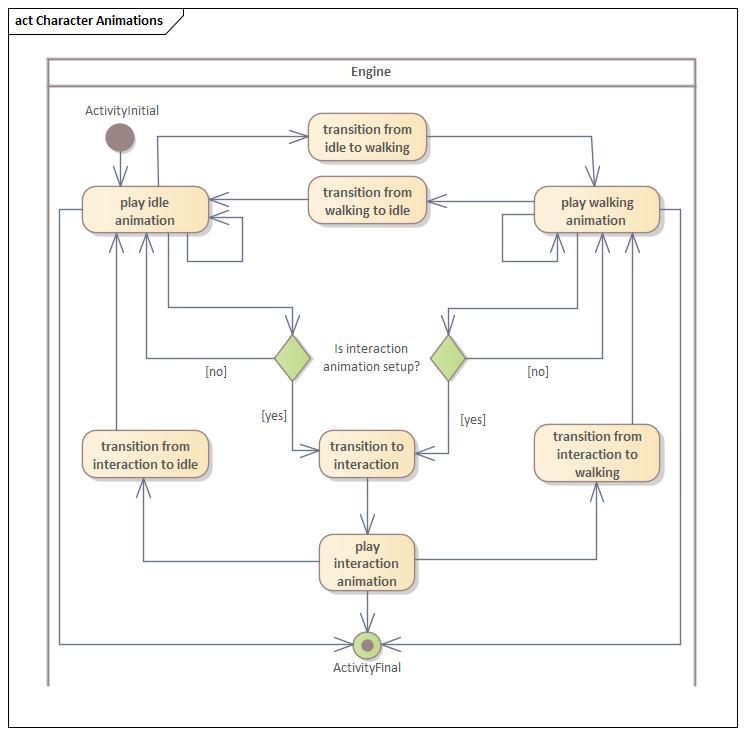 act Character Animations
Engine
ActivityInitial
transition from
idle to walking
play idle
animation
transition from
walking to idle
play walking
animation
Is interaction
animation setup?
[no]
[no]
[yes]
[yes]
transition from
interaction to idle
transition to
interaction
transition from
interaction to
walking
play
interaction
animation
ActivityFinal